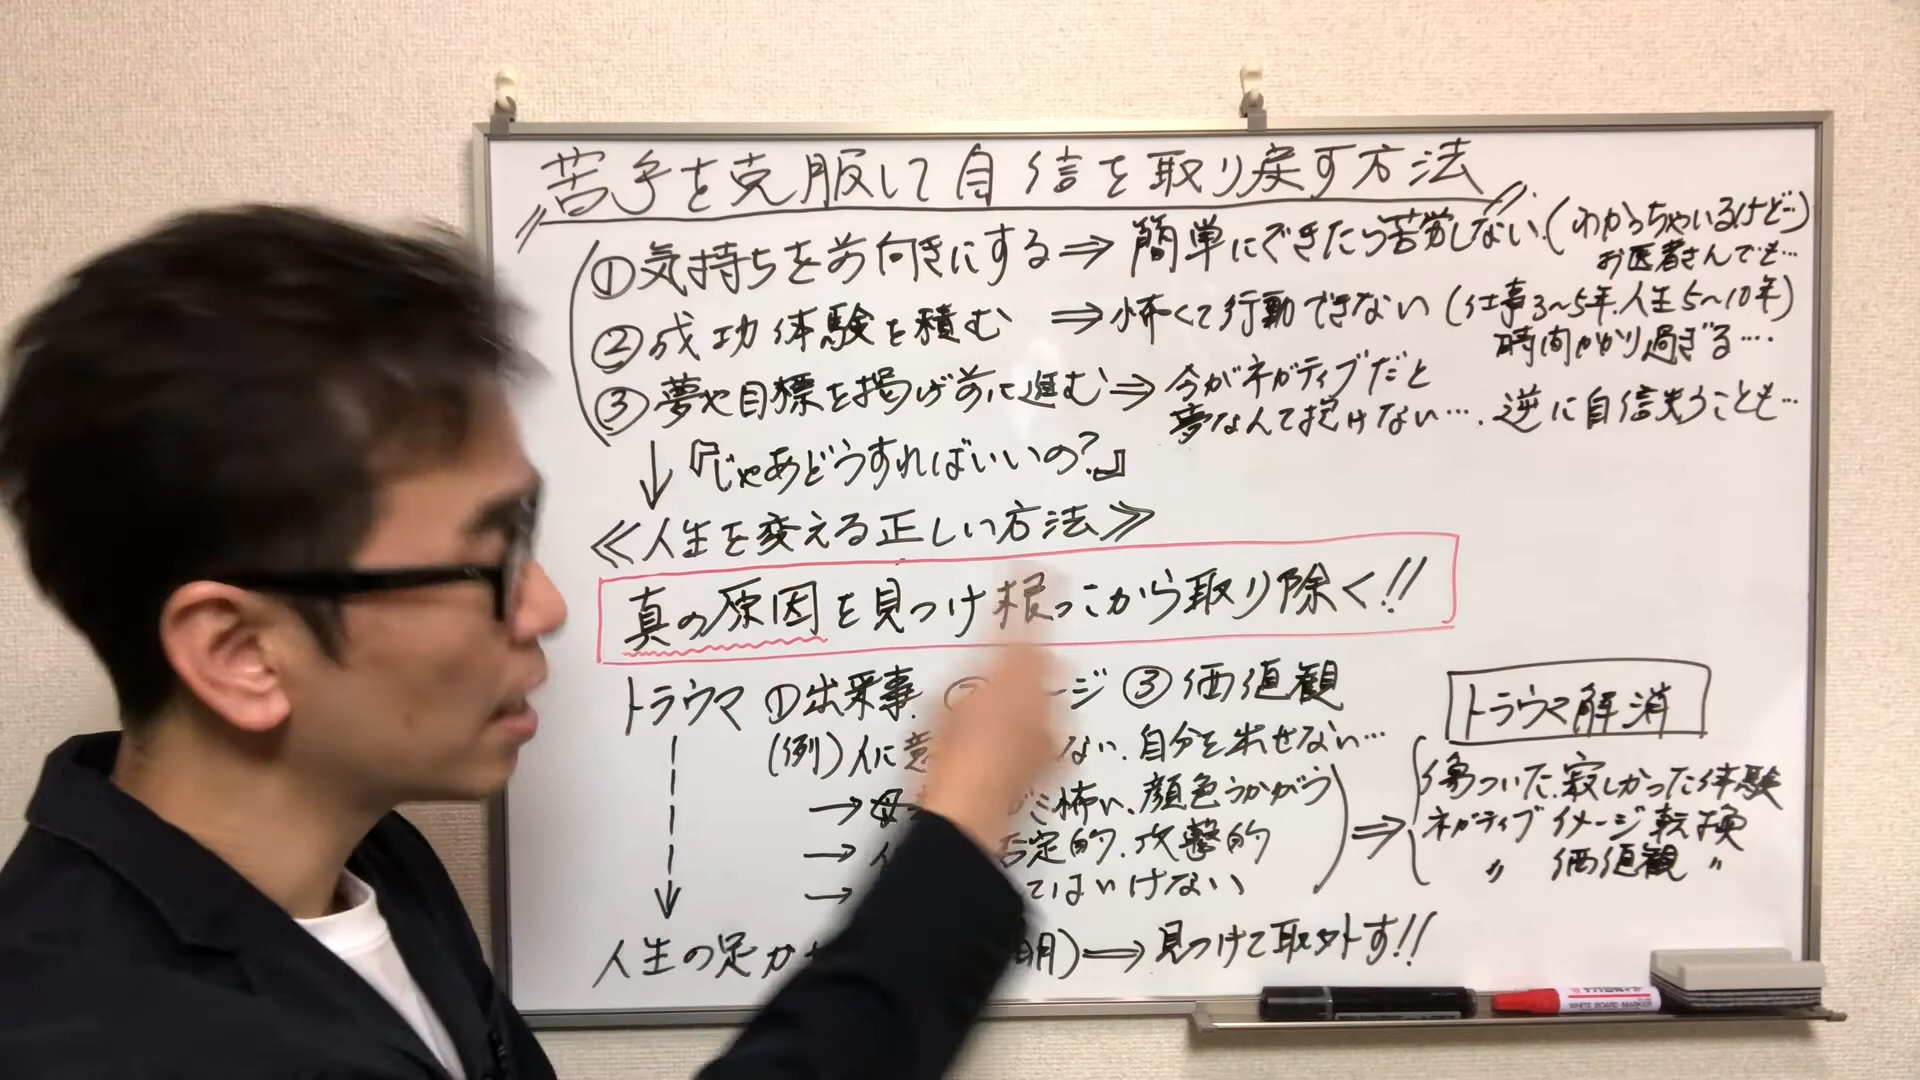 苦手を克服して自信を取り戻す方法
①気持ちを前向きにする⇒簡単にできたら苦労しない(わかっちゃいるけど…)
お医者さんでも…
②成功体験を積む⇒怖くて行動できない(仕事3〜5年.人生5〜10年)
時間かかり過ぎる….
③夢や目標を掲げ前に進む⇒今がネガティブだと
夢なんて抱けない….逆に自信失うことも…
↓『じゃあどうすればいいの?』
≪人生を変える正しい方法≫
真の原因を見つけ根っこから取り除く!!
トラウマ ①出来事 ージ ③価値観
(例)人に意 ない.自分を出せない…
→母 怖い.顔色うかがう
→ 否定的.攻撃的
→ てはいけない
トラウマ解消
⇒傷ついた.寂しかった体験
ネガティブイメージ転換
〃 価値観 〃
人生の足か 期)⇒見つけて取外す!!
WHITE BOARD MARKER